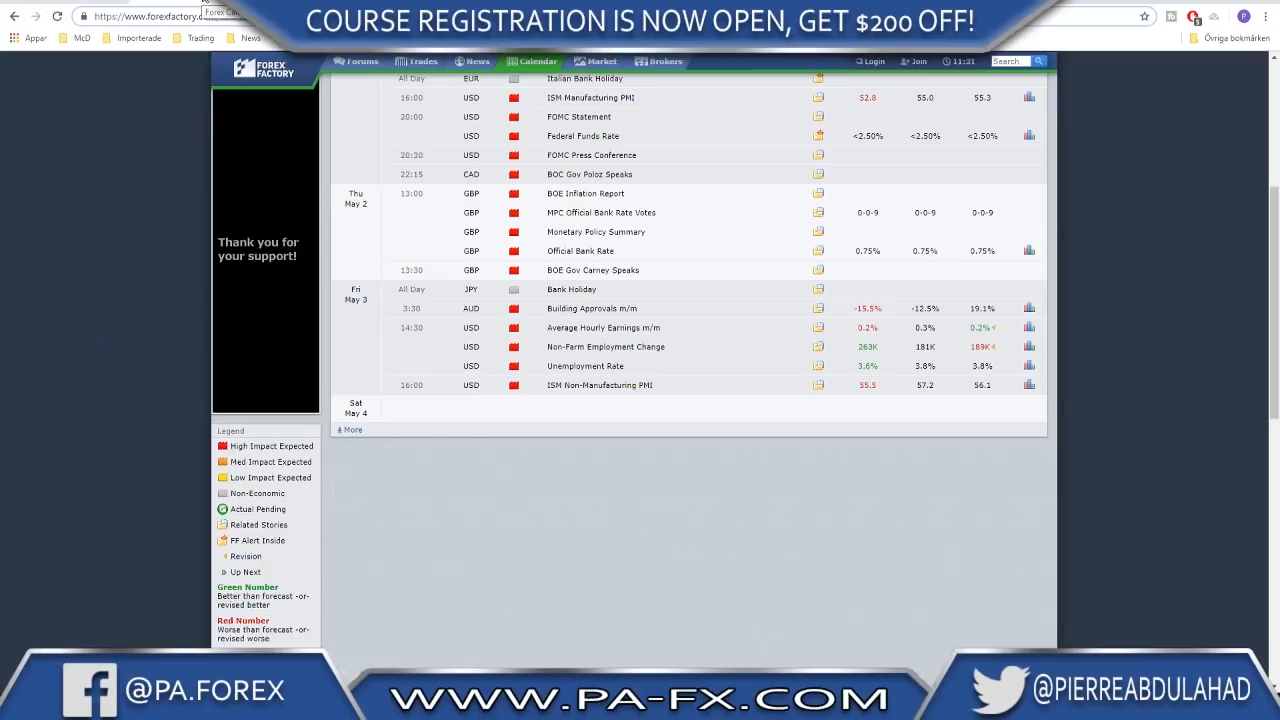 COURSE REGISTRATION IS NOW OPEN, GET $200 OFF!
https://www.forexfactory.
Appar McD Importerade Trading News Övriga bokmärken
FOREX FACTORY
Forums Trades News Calendar Market Brokers Login Join 11:31 Search
All Day EUR Italian Bank Holiday
16:00 USD ISM Manufacturing PMI 52.8 55.0 55.3
20:00 USD FOMC Statement
USD Federal Funds Rate <2.50% <2.50% <2.50%
20:30 USD FOMC Press Conference
22:15 CAD BOC Gov Poloz Speaks
Thu May 2 13:00 GBP BOE Inflation Report
GBP MPC Official Bank Rate Votes 0-0-9 0-0-9 0-0-9
GBP Monetary Policy Summary
GBP Official Bank Rate 0.75% 0.75% 0.75%
13:30 GBP BOE Gov Carney Speaks
Fri May 3 All Day JPY Bank Holiday
3:30 AUD Building Approvals m/m -15.5% -12.5% 19.1%
14:30 USD Average Hourly Earnings m/m 0.2% 0.3% 0.2%
USD Non-Farm Employment Change 263K 181K 189K
USD Unemployment Rate 3.6% 3.8% 3.8%
16:00 USD ISM Non-Manufacturing PMI 55.5 57.2 56.1
Sat May 4
More
Thank you for
your support!
Legend
High Impact Expected
Med Impact Expected
Low Impact Expected
Non-Economic
Actual Pending
Related Stories
FF Alert Inside
Revision
Up Next
Green Number
Better than forecast -or-
revised better
Red Number
Worse than forecast -or-
revised worse
@PA.FOREX
WWW.PA-FX.COM
@PIERREABDULAHAD